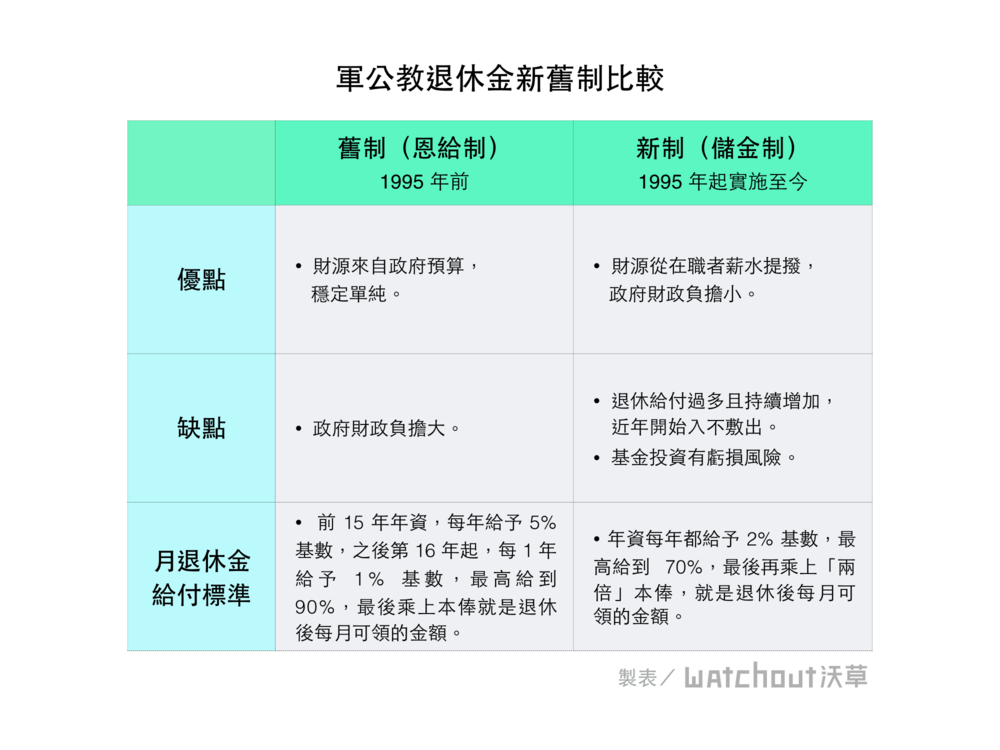 軍公教退休金新舊制比較
舊制（恩給制）
1995 年前
新制（儲金制）
1995 年起實施至今
優點
• 財源來自政府預算，
穩定單純。
• 財源從在職者薪水提撥，
政府財政負擔小。
缺點
• 政府財政負擔大。
• 退休給付過多且持續增加，
近年開始入不敷出。
• 基金投資有虧損風險。
月退休金
給付標準
• 前 15 年年資，每年給予 5%
基數，之後第 16 年起，每 1 年
給予 1% 基數，最高給到
90%，最後乘上本俸就是退休
後每月可領的金額。
• 年資每年都給予 2% 基數，最
高給到 70%，最後再乘上「兩
倍」本俸，就是退休後每月可
領的金額。
製表／watchout沃草